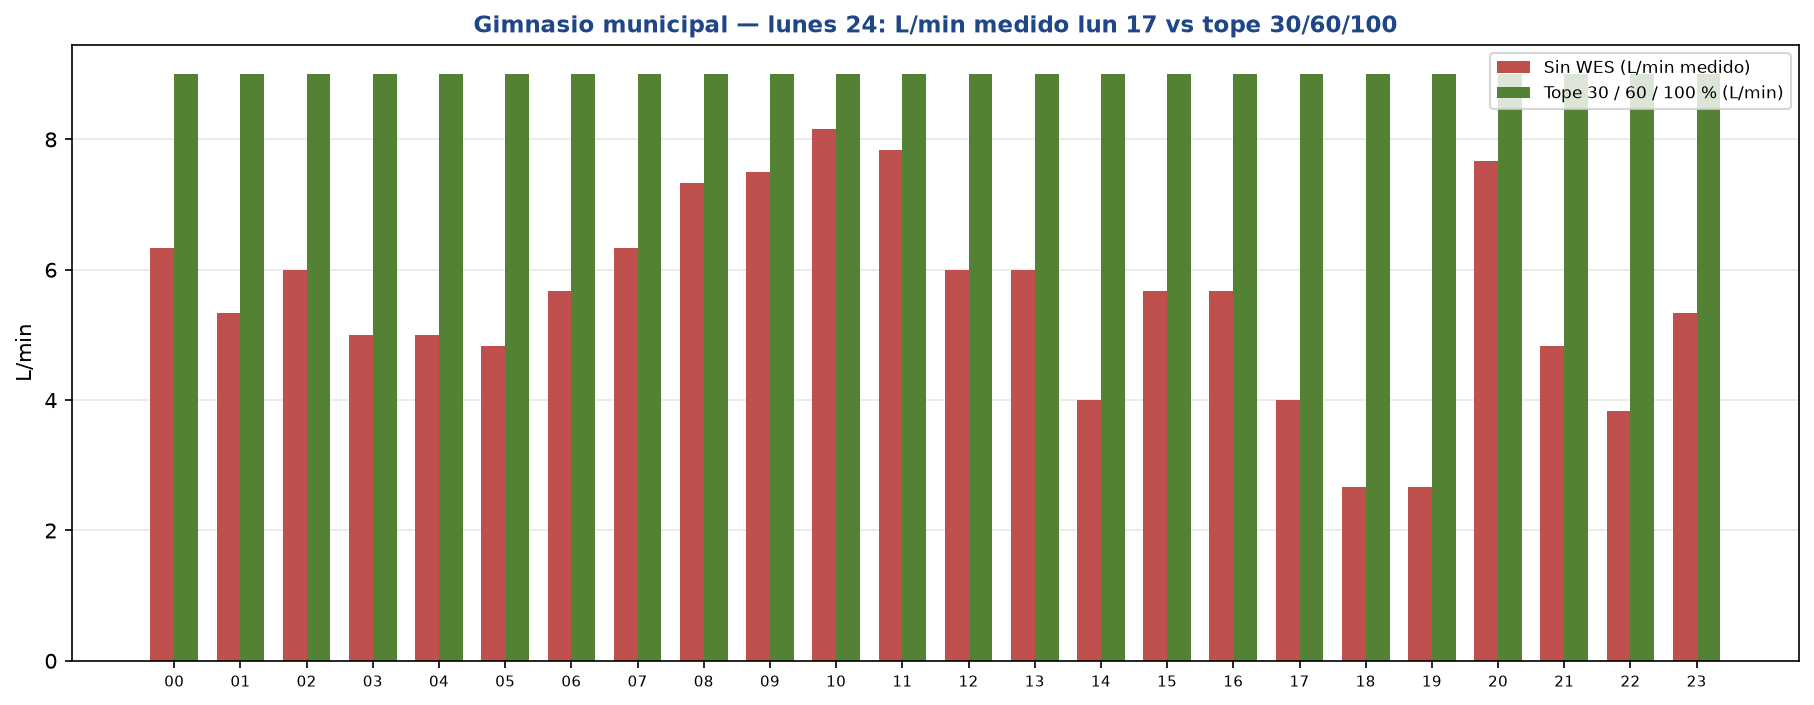 Gimnasio municipal — lunes 24: L/min medido lun 17 vs tope 30/60/100
Sin WES (L/min medido)
Tope 30 / 60 / 100 % (L/min)
L/min
8
6
4
2
0
00 01 02 03 04 05 06 07 08 09 10 11 12 13 14 15 16 17 18 19 20 21 22 23